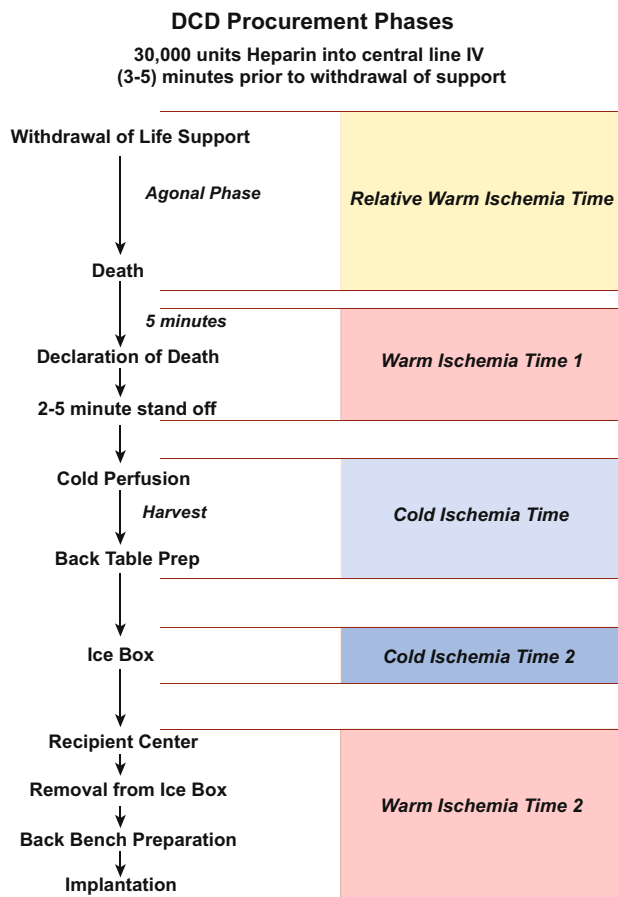 DCD Procurement Phases
30,000 units Heparin into central line IV
(3-5) minutes prior to withdrawal of support
Withdrawal of Life Support
Agonal Phase
Relative Warm Ischemia Time
Death
5 minutes
Declaration of Death
Warm Ischemia Time 1
2-5 minute stand off
Cold Perfusion
Harvest
Cold Ischemia Time
Back Table Prep
Ice Box
Cold Ischemia Time 2
Recipient Center
Removal from Ice Box
Warm Ischemia Time 2
Back Bench Preparation
Implantation